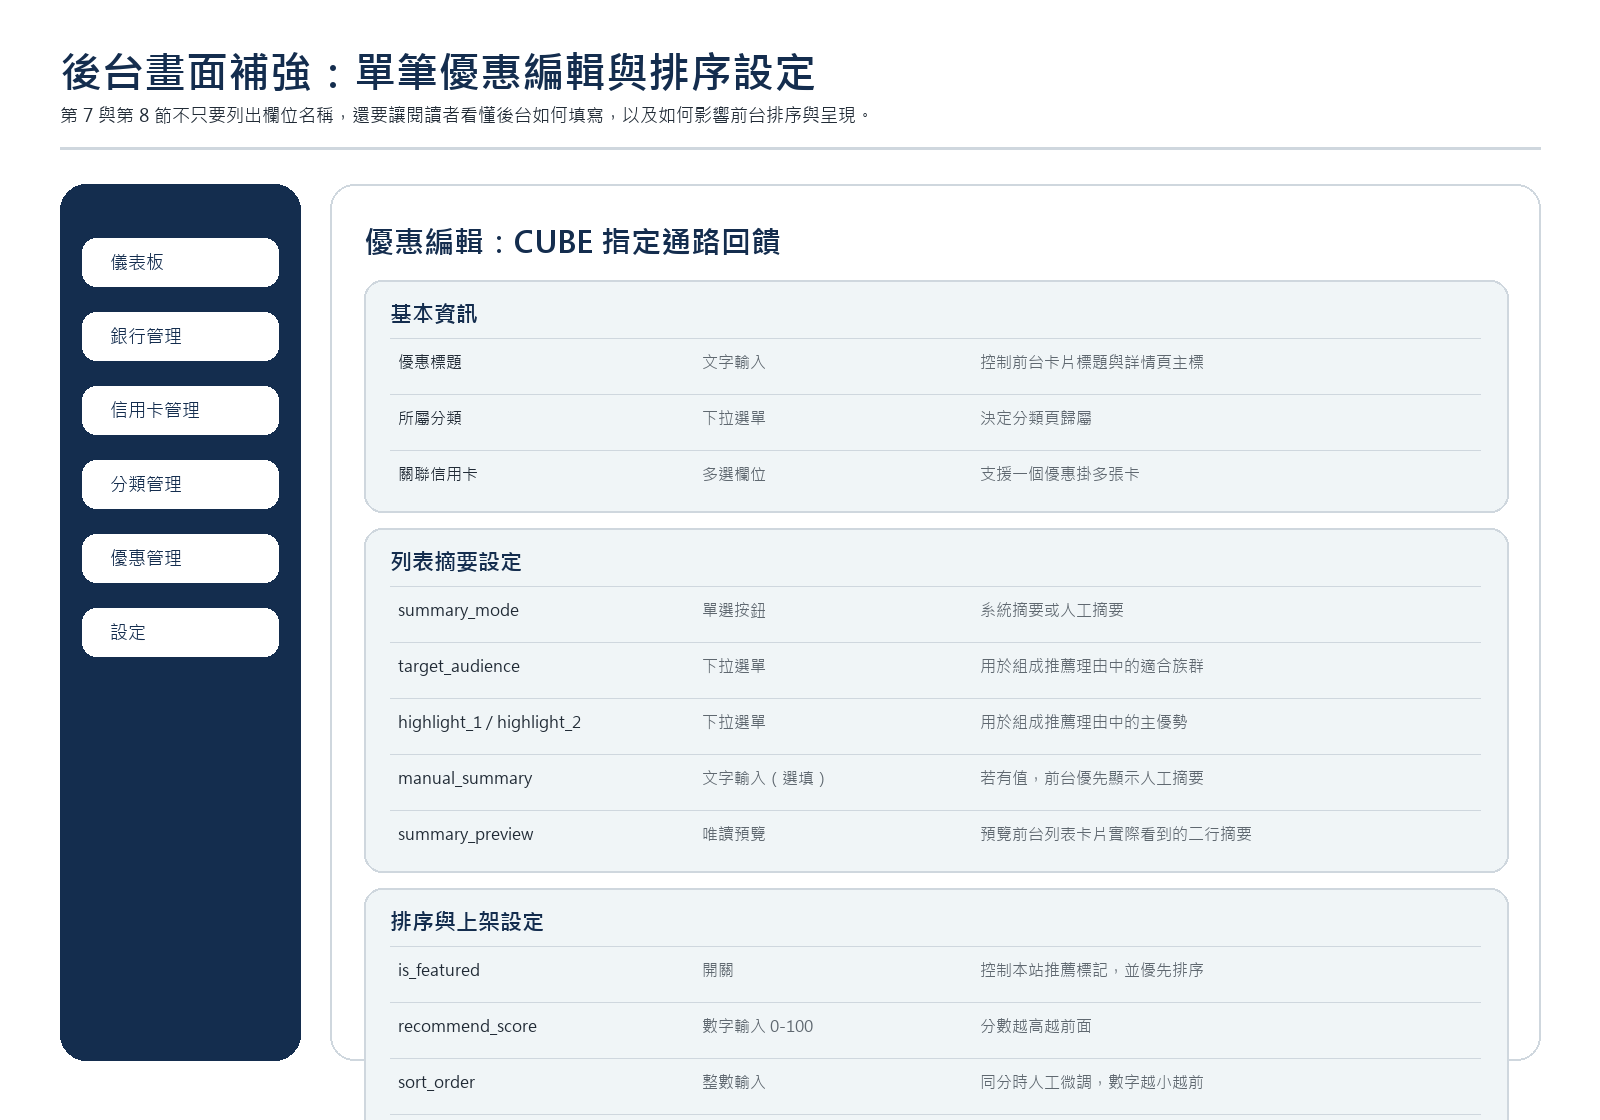 後台畫面補強：單筆優惠編輯與排序設定
第 7 與第 8 節不只要列出欄位名稱，還要讓閱讀者看懂後台如何填寫，以及如何影響前台排序與呈現。
儀表板
銀行管理
信用卡管理
分類管理
優惠管理
設定
優惠編輯：CUBE 指定通路回饋
基本資訊
優惠標題 文字輸入 控制前台卡片標題與詳情頁主標
所屬分類 下拉選單 決定分類頁歸屬
關聯信用卡 多選欄位 支援一個優惠掛多張卡
列表摘要設定
summary_mode 單選按鈕 系統摘要或人工摘要
target_audience 下拉選單 用於組成推薦理由中的適合族群
highlight_1 / highlight_2 下拉選單 用於組成推薦理由中的主優勢
manual_summary 文字輸入（選填） 若有值，前台優先顯示人工摘要
summary_preview 唯讀預覽 預覽前台列表卡片實際看到的二行摘要
排序與上架設定
is_featured 開關 控制本站推薦標記，並優先排序
recommend_score 數字輸入 0-100 分數越高越前面
sort_order 整數輸入 同分時人工微調，數字越小越前